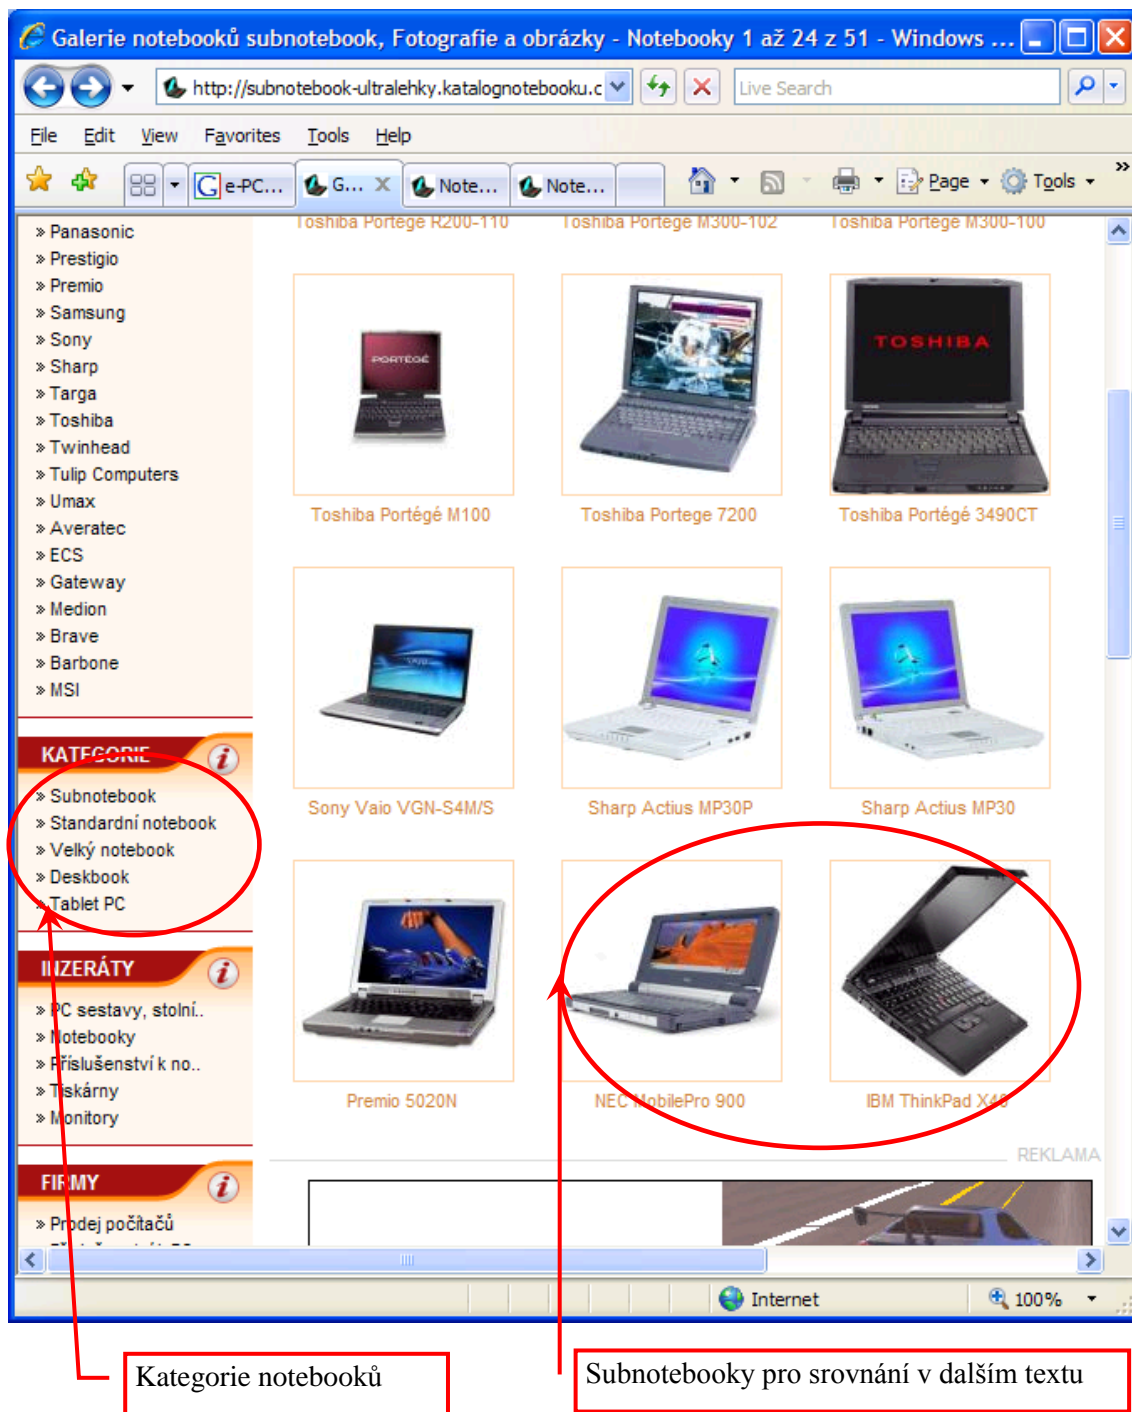 Galerie notebooků subnotebook, Fotografie a obrázky - Notebooky 1 až 24 z 51 - Windows ...
http://subnotebook-ultralehky.katalognotebooku.c
Live Search
File Edit View Favorites Tools Help
e-PC... G... Note... Note... Page Tools
» Panasonic
» Prestigio
» Premio
» Samsung
» Sony
» Sharp
» Targa
» Toshiba
» Twinhead
» Tulip Computers
» Umax
» Averatec
» ECS
» Gateway
» Medion
» Brave
» Barbone
» MSI
KATEGORIE
» Subnotebook
» Standardní notebook
» Velký notebook
» Deskbook
» Tablet PC
INZERÁTY
» PC sestavy, stolní..
» Notebooky
» Příslušenství k no..
» Tiskárny
» Monitory
FIRMY
» Prodej počítačů
Toshiba Portege R200-110
Toshiba Portege M300-102
Toshiba Portege M300-100
PORTÉGÉ
TOSHIBA
Toshiba Portégé M100
Toshiba Portege 7200
Toshiba Portégé 3490CT
Sony Vaio VGN-S4M/S
Sharp Actius MP30P
Sharp Actius MP30
Premio 5020N
NEC MobilePro 900
IBM ThinkPad X40
REKLAMA
Internet
100%
Kategorie notebooků
Subnotebooky pro srovnání v dalším textu